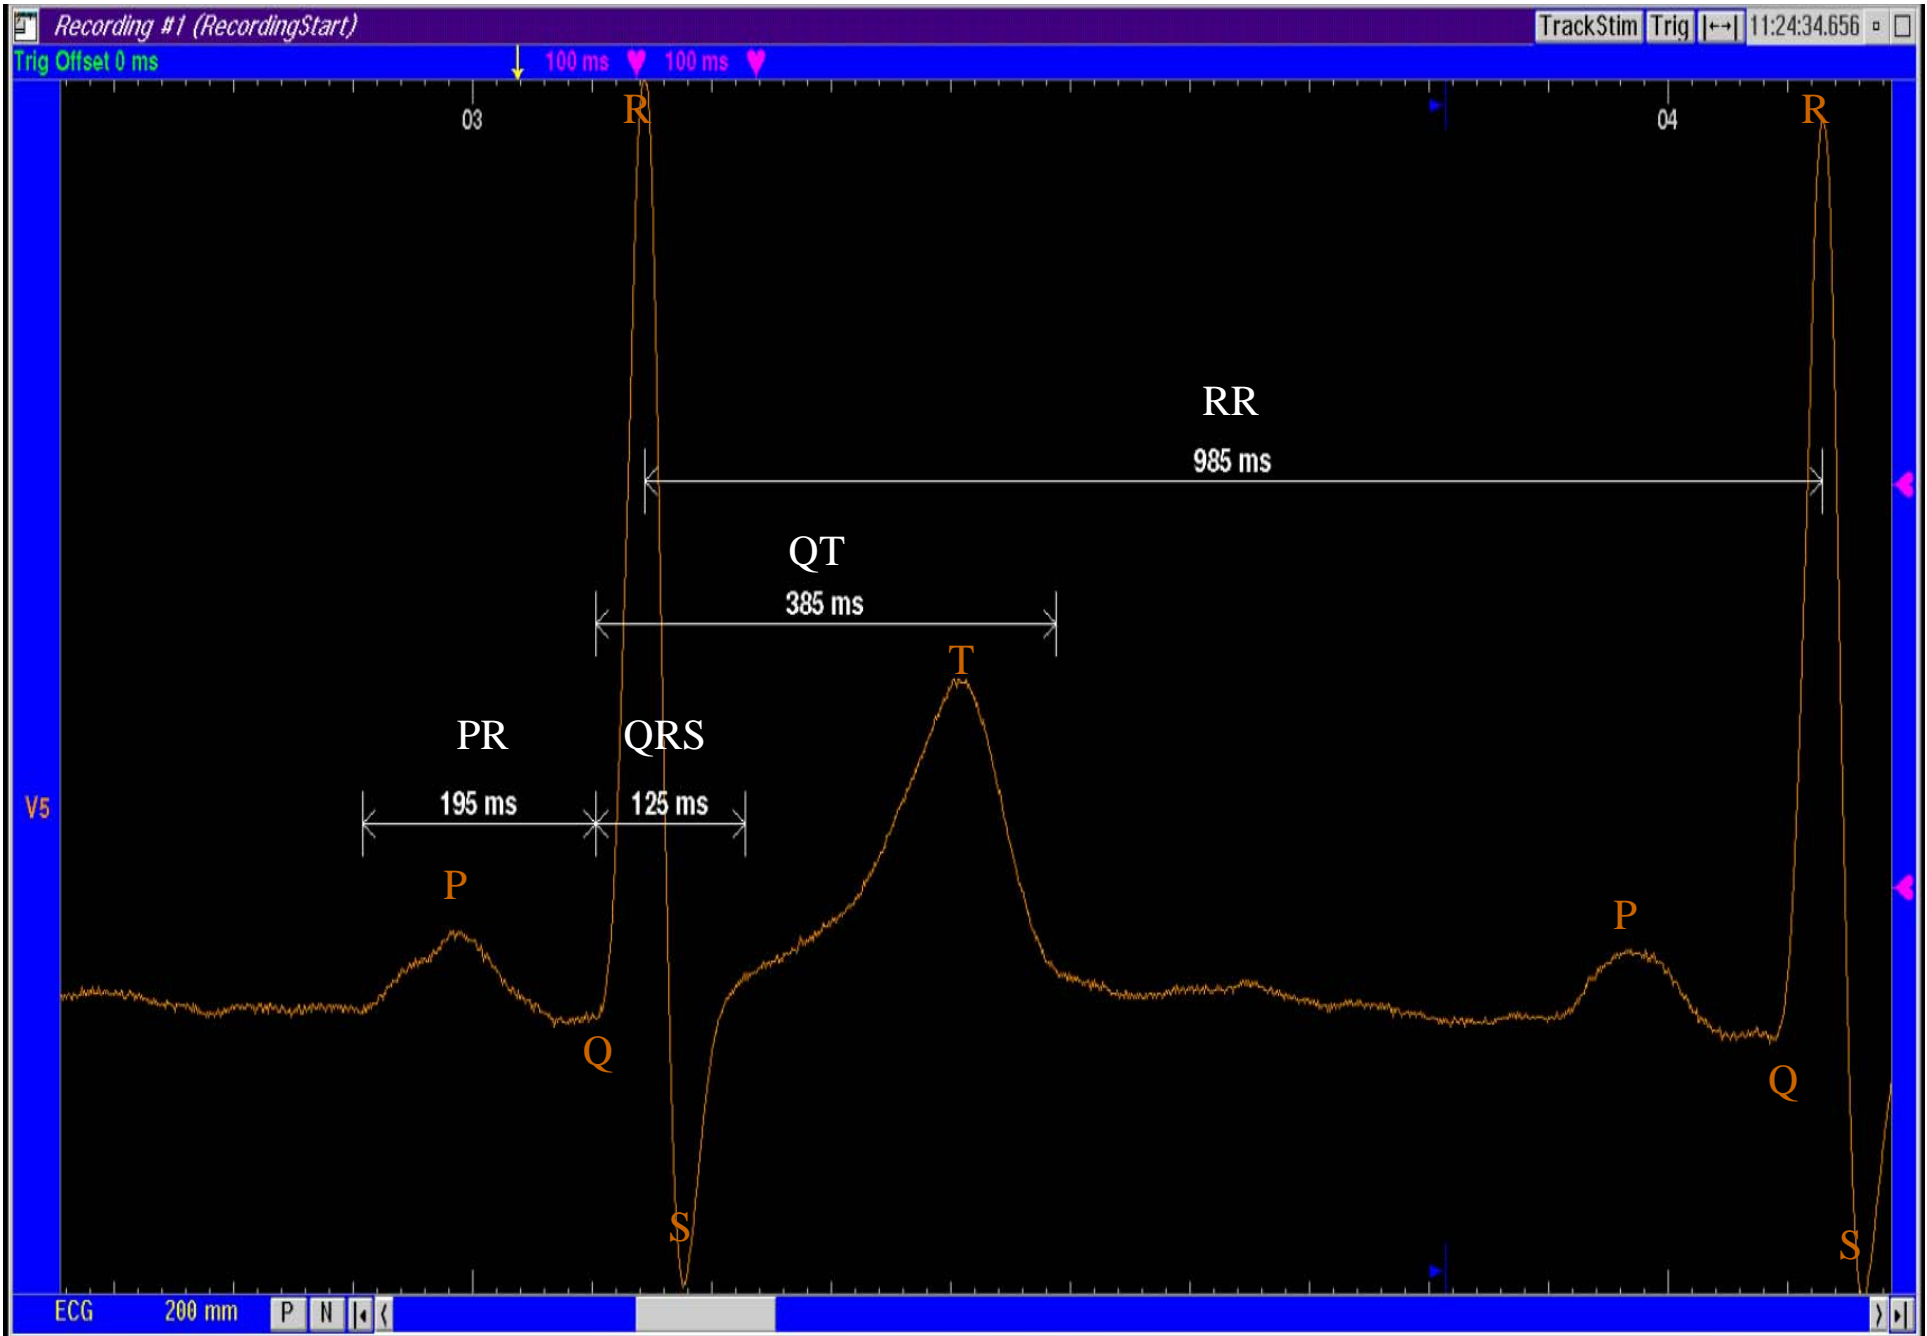 Recording #1 (RecordingStart) TrackStim Trig |↔| 11:24:34.656
Trig Offset 0 ms 100 ms 100 ms
R R
03 04
RR
985 ms
QT
385 ms
T
PR QRS
195 ms 125 ms
V5
P
P
Q
Q
S
S
ECG 200 mm P N